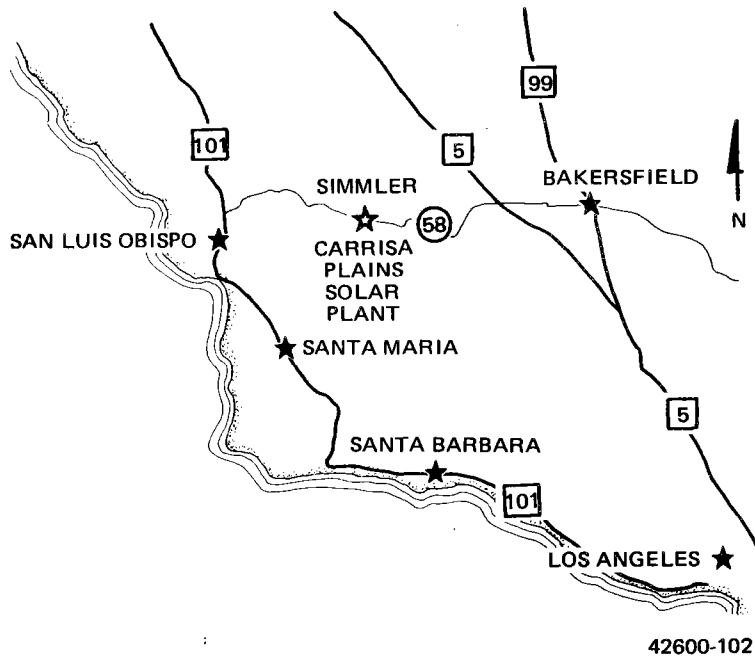 99
101
5
SIMMLER
BAKERSFIELD
58
N
SAN LUIS OBISPO
CARRISA
PLAINS
SOLAR
PLANT
SANTA MARIA
5
SANTA BARBARA
101
LOS ANGELES
42600-102